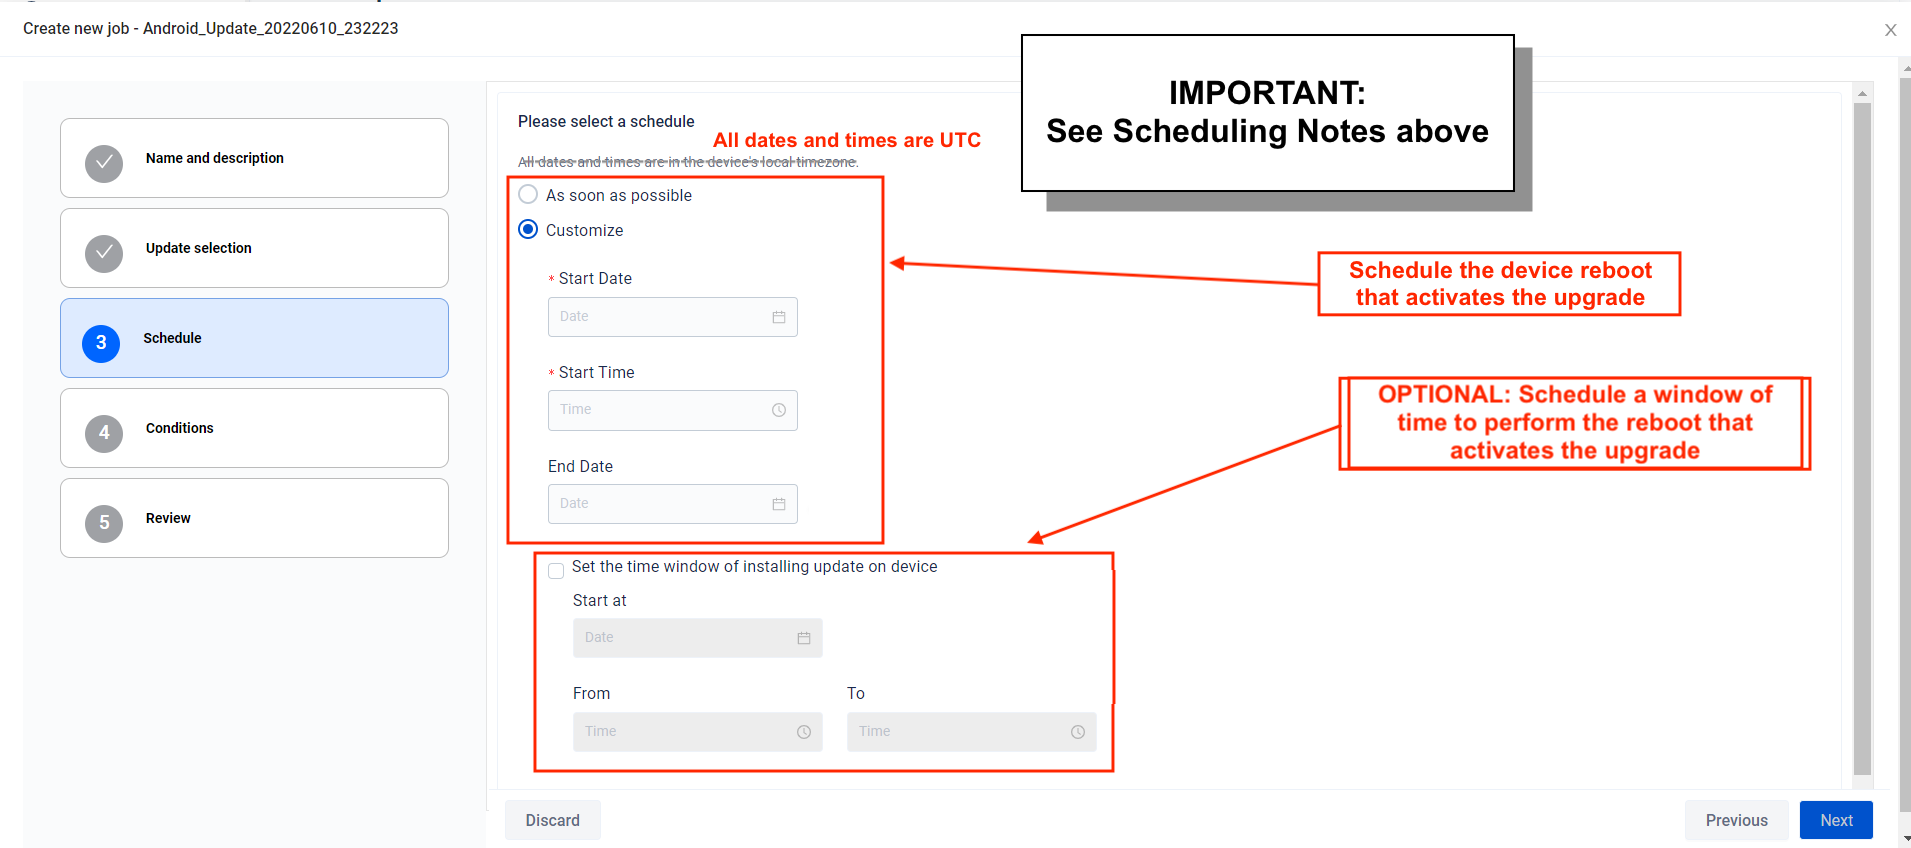 Create new job - Android_Update_20220610_232223
IMPORTANT:
See Scheduling Notes above
Name and description
Update selection
3
Schedule
4
Conditions
5
Review
Please select a schedule
All dates and times are UTC
All dates and times are in the device's local timezone.
As soon as possible
Customize
* Start Date
Date
* Start Time
Time
End Date
Date
Schedule the device reboot
that activates the upgrade
OPTIONAL: Schedule a window of
time to perform the reboot that
activates the upgrade
Set the time window of installing update on device
Start at
Date
From
To
Time
Time
Discard
Previous
Next